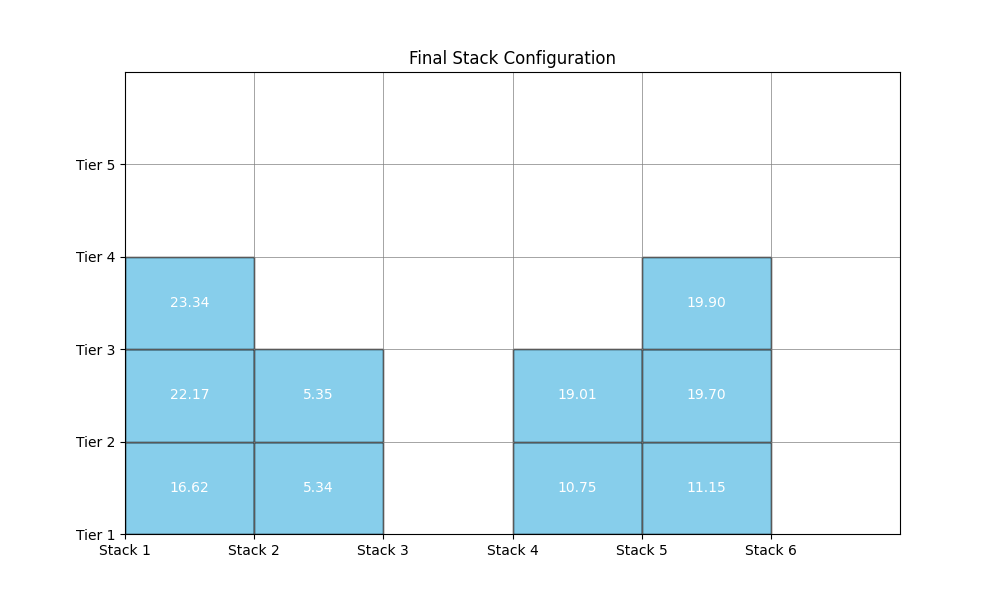 Final Stack Configuration
Tier 5
Tier 4
23.34 19.90
Tier 3
22.17 5.35 19.01 19.70
Tier 2
16.62 5.34 10.75 11.15
Tier 1
Stack 1 Stack 2 Stack 3 Stack 4 Stack 5 Stack 6